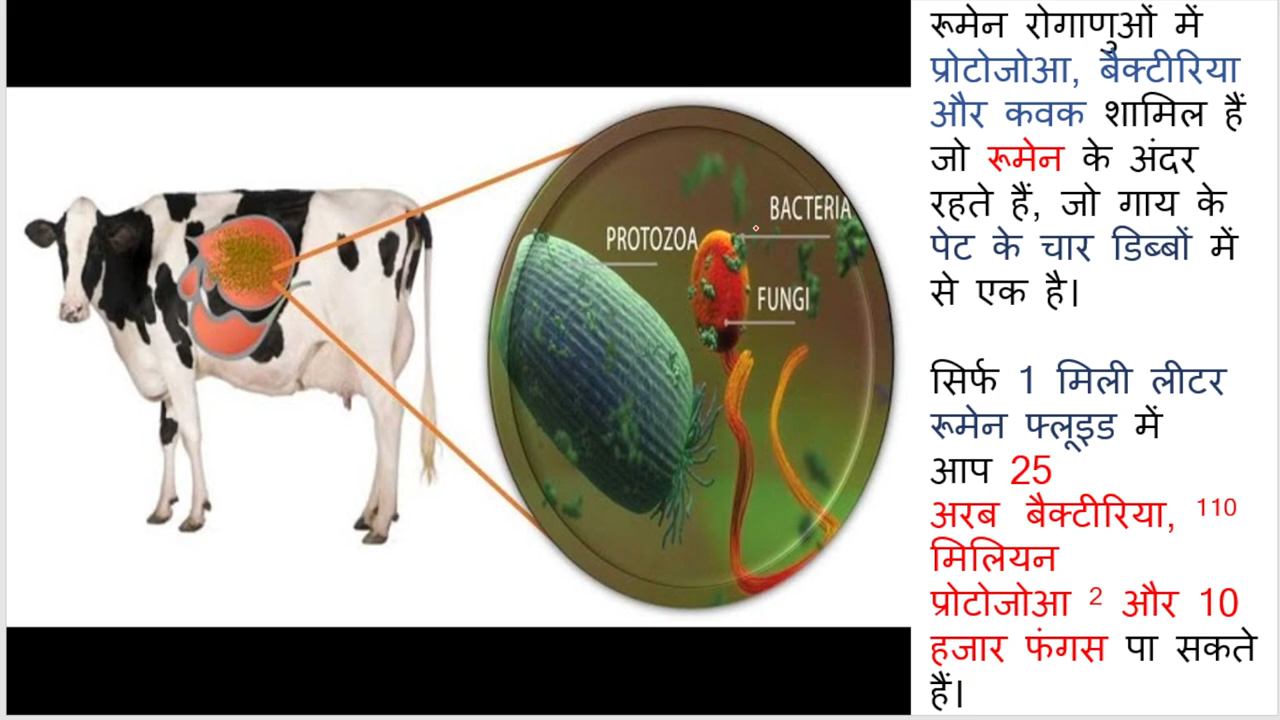 PROTOZOA
BACTERIA
FUNGI
रूमेन रोगाणुओं में
प्रोटोजोआ, बैक्टीरिया
और कवक शामिल हैं
जो रूमेन के अंदर
रहते हैं, जो गाय के
पेट के चार डिब्बों में
से एक है।
सिर्फ 1 मिली लीटर
रूमेन फ्लूइड में
आप 25
अरब बैक्टीरिया, 110
मिलियन
प्रोटोजोआ 2 और 10
हजार फंगस पा सकते
हैं।